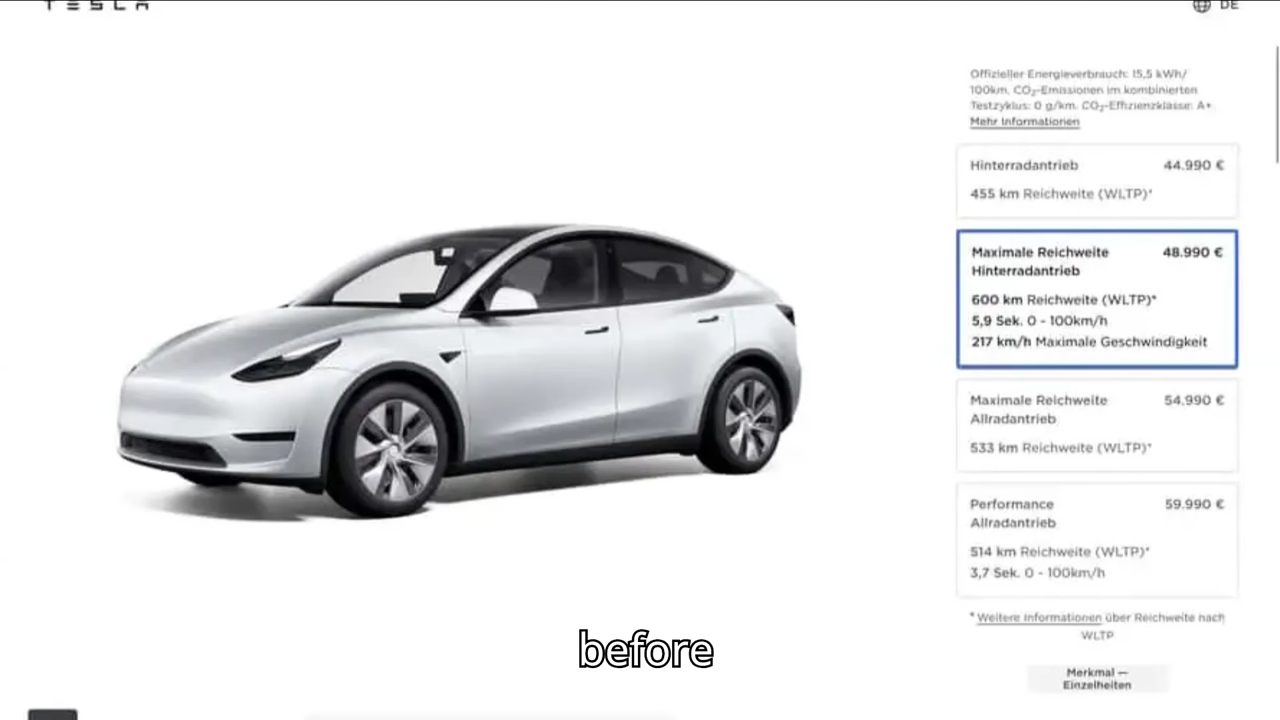 TESLA
DE
Offizieller Energieverbrauch: 15,5 kWh/
100km. CO₂-Emissionen im kombinierten
Testzyklus: 0 g/km. CO₂-Effizienzklasse: A+
Mehr Informationen
Hinterradantrieb 44.990 €
455 km Reichweite (WLTP)*
Maximale Reichweite 48.990 €
Hinterradantrieb
600 km Reichweite (WLTP)*
5,9 Sek. 0 - 100km/h
217 km/h Maximale Geschwindigkeit
Maximale Reichweite 54.990 €
Allradantrieb
533 km Reichweite (WLTP)*
Performance 59.990 €
Allradantrieb
514 km Reichweite (WLTP)*
3,7 Sek. 0 - 100km/h
* Weitere Informationen über Reichweite nach
WLTP
before
Merkmal —
Einzelheiten